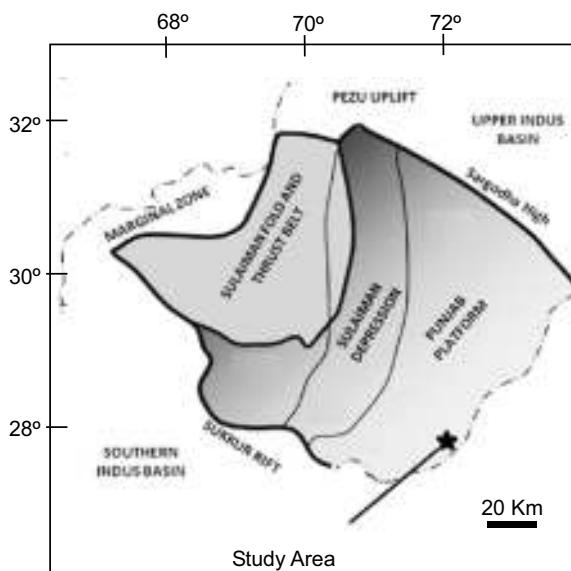 68º 70º 72º
PEZU UPLIFT
32º
UPPER INDUS
BASIN
Sargodha High
MARGINAL ZONE
SULAIMAN FOLD AND
THRUST BELT
30º
SULAIMAN
DEPRESSION
PUNJAB
PLATFORM
28º
SUKKUR RIFT
SOUTHERN
INDUS BASIN
20 Km
Study Area